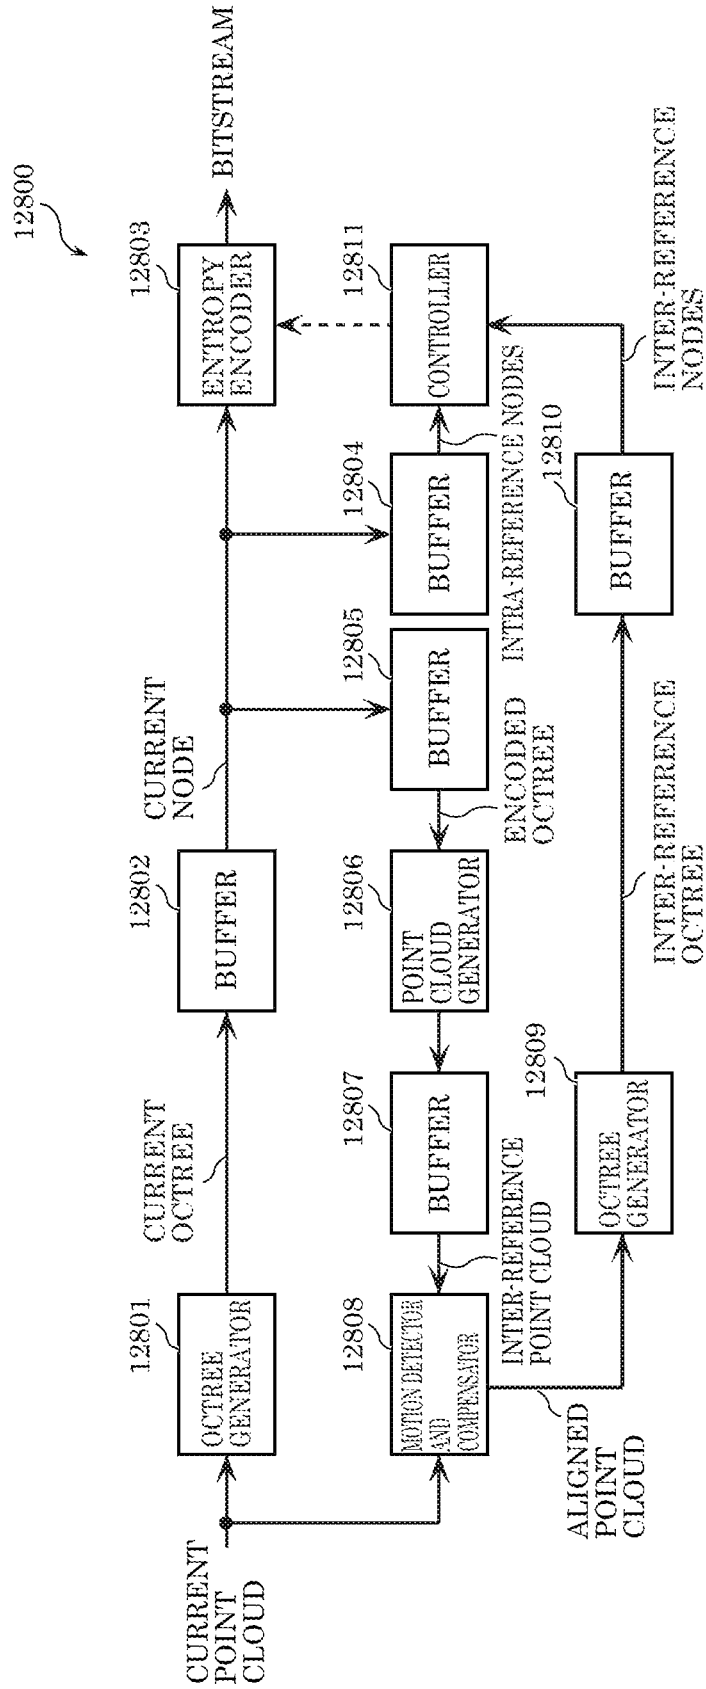 12800
CURRENT
POINT
CLOUD
12801
OCTREE
GENERATOR
CURRENT
OCTREE
12802
BUFFER
CURRENT
NODE
12803
ENTROPY
ENCODER
BITSTREAM
12808
MOTION DETECTOR
AND
COMPENSATOR
INTER-REFERENCE
POINT CLOUD
12807
BUFFER
12806
POINT
CLOUD
GENERATOR
ENCODED
OCTREE
12805
BUFFER
12804
BUFFER
INTRA-REFERENCE NODES
12811
CONTROLLER
ALIGNED
POINT
CLOUD
12809
OCTREE
GENERATOR
INTER-REFERENCE
OCTREE
12810
BUFFER
INTER-REFERENCE
NODES